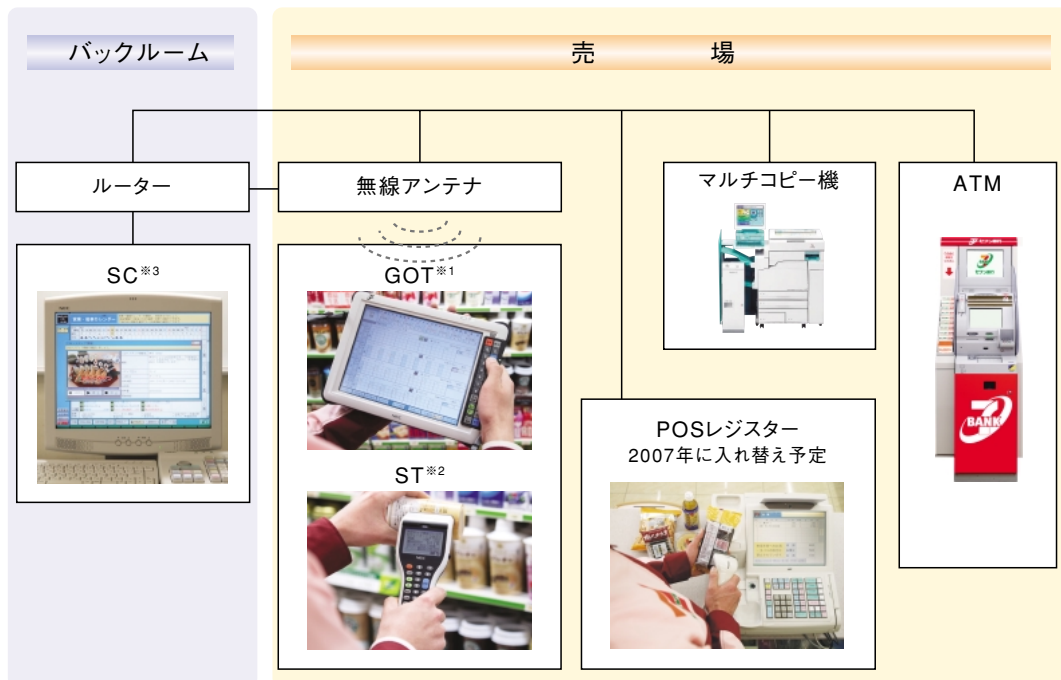 バックルーム
売場
ルーター
無線アンテナ
マルチコピー機
ATM
SC※3
GOT※1
ST※2
POSレジスター
2007年に入れ替え予定
BANK